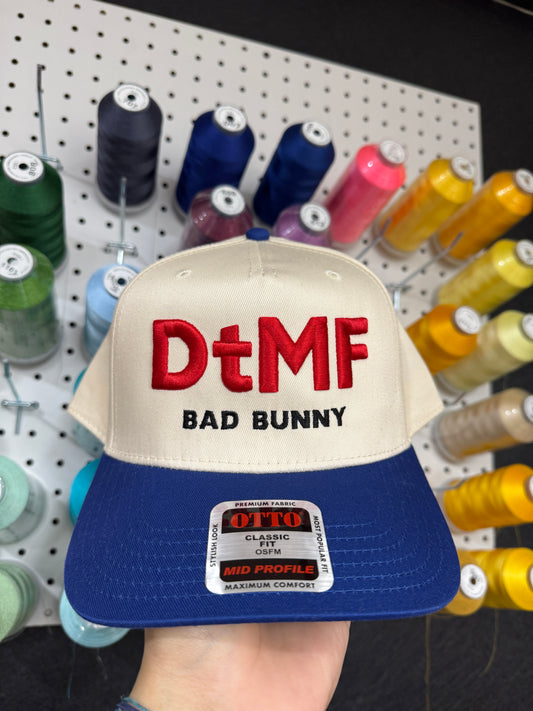 DtMF
BAD BUNNY
PREMIUM FABRIC
STYLISH LOOK
OTTO
CLASSIC
FIT
OSFM
MID PROFILE
MOST POPULAR FIT
MAXIMUM COMFORT